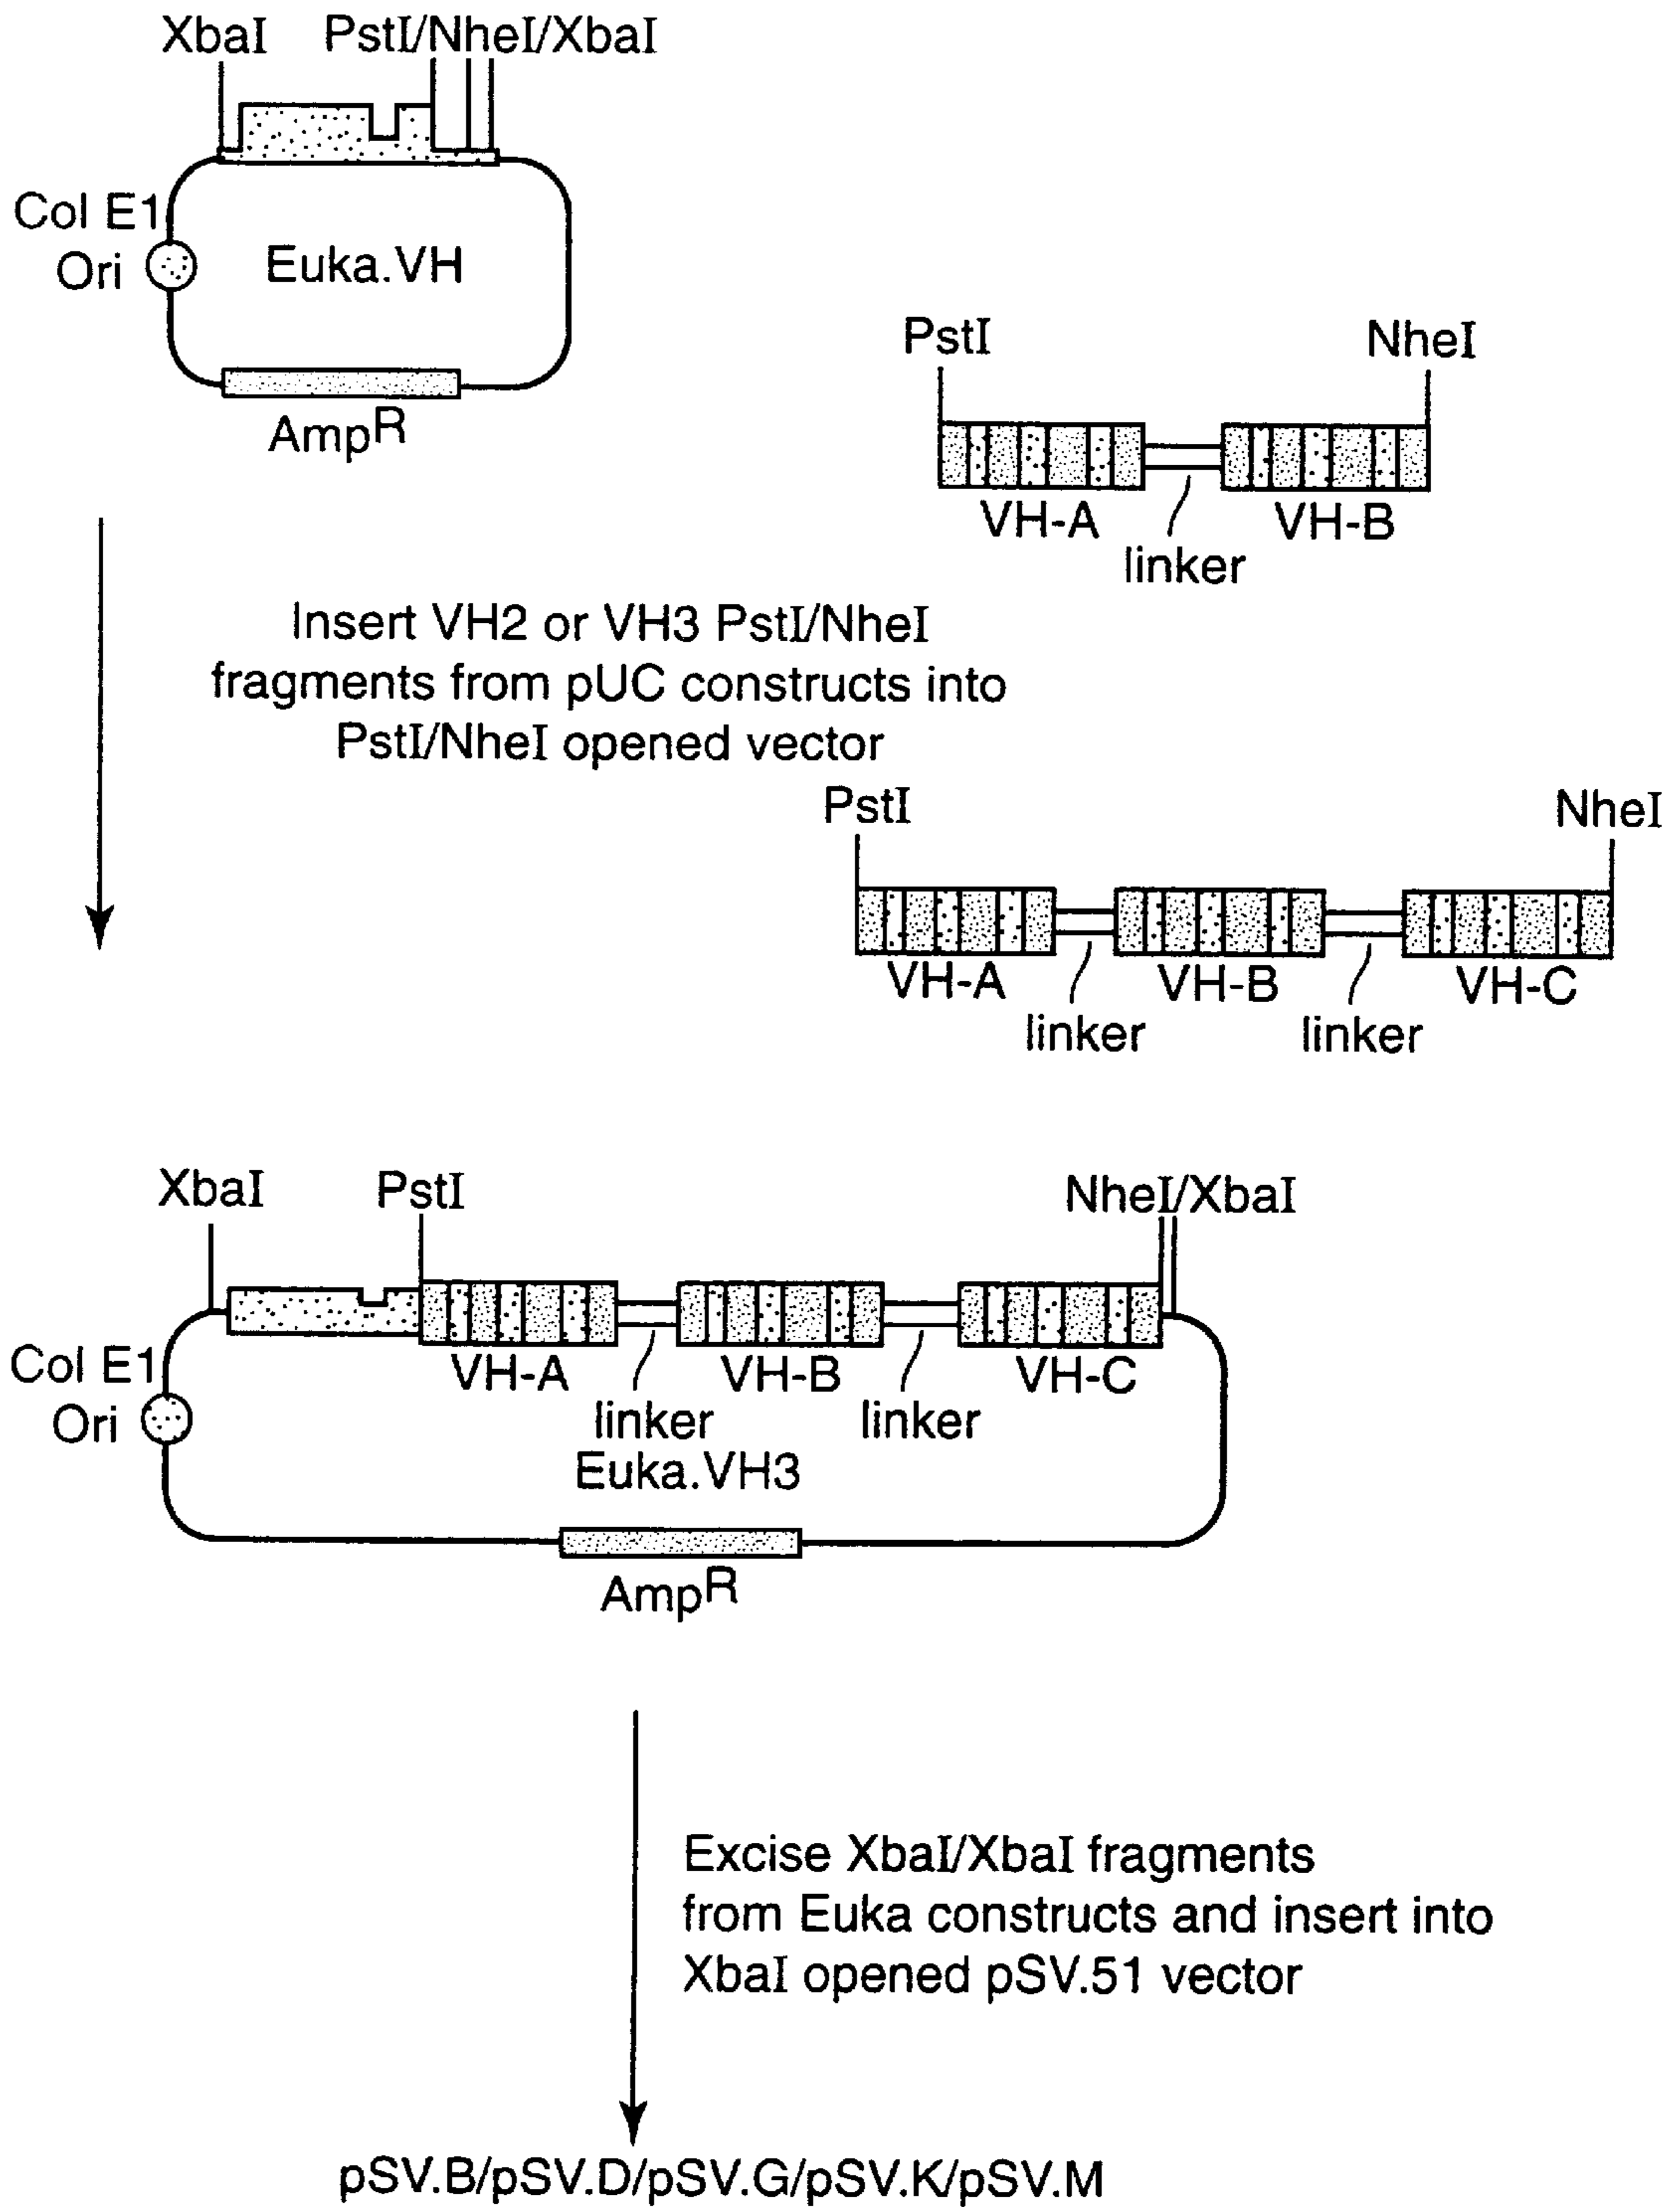 XbaI PstI/NheI/XbaI
Col E1
Ori
Euka.VH
AmpR
PstI NheI
VH-A VH-B
linker
Insert VH2 or VH3 PstI/NheI
fragments from pUC constructs into
PstI/NheI opened vector
PstI NheI
VH-A VH-B VH-C
linker linker
XbaI PstI NheI/XbaI
Col E1
Ori
VH-A VH-B VH-C
linker linker
Euka.VH3
AmpR
Excise XbaI/XbaI fragments
from Euka constructs and insert into
XbaI opened pSV.51 vector
pSV.B/pSV.D/pSV.G/pSV.K/pSV.M